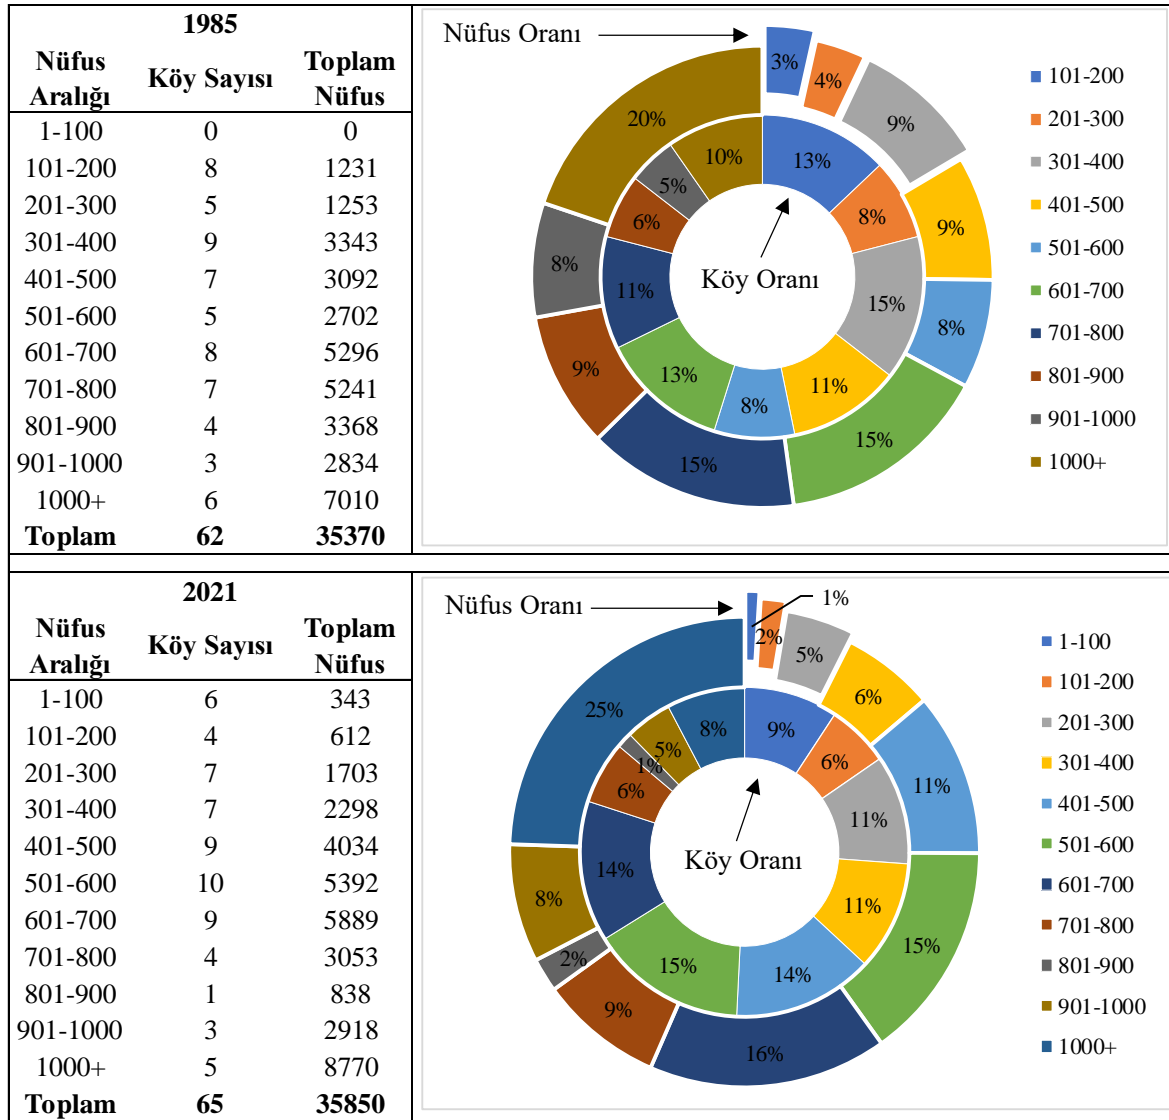 1985
Nüfus Aralığı Köy Sayısı Toplam Nüfus
1-100 0 0
101-200 8 1231
201-300 5 1253
301-400 9 3343
401-500 7 3092
501-600 5 2702
601-700 8 5296
701-800 7 5241
801-900 4 3368
901-1000 3 2834
1000+ 6 7010
Toplam 62 35370
Nüfus Oranı
3%
4%
9%
9%
8%
15%
15%
9%
8%
20%
13%
8%
15%
11%
8%
13%
11%
6%
5%
10%
Köy Oranı
101-200
201-300
301-400
401-500
501-600
601-700
701-800
801-900
901-1000
1000+
2021
Nüfus Aralığı Köy Sayısı Toplam Nüfus
1-100 6 343
101-200 4 612
201-300 7 1703
301-400 7 2298
401-500 9 4034
501-600 10 5392
601-700 9 5889
701-800 4 3053
801-900 1 838
901-1000 3 2918
1000+ 5 8770
Toplam 65 35850
Nüfus Oranı
1%
2%
5%
6%
11%
15%
16%
9%
2%
8%
25%
9%
6%
11%
11%
14%
15%
14%
6%
1%
5%
8%
Köy Oranı
1-100
101-200
201-300
301-400
401-500
501-600
601-700
701-800
801-900
901-1000
1000+